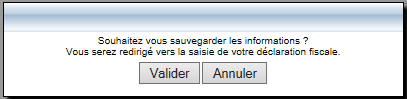 Souhaitez vous sauvegarder les informations ?
Vous serez redirigé vers la saisie de votre déclaration fiscale.
Valider Annuler